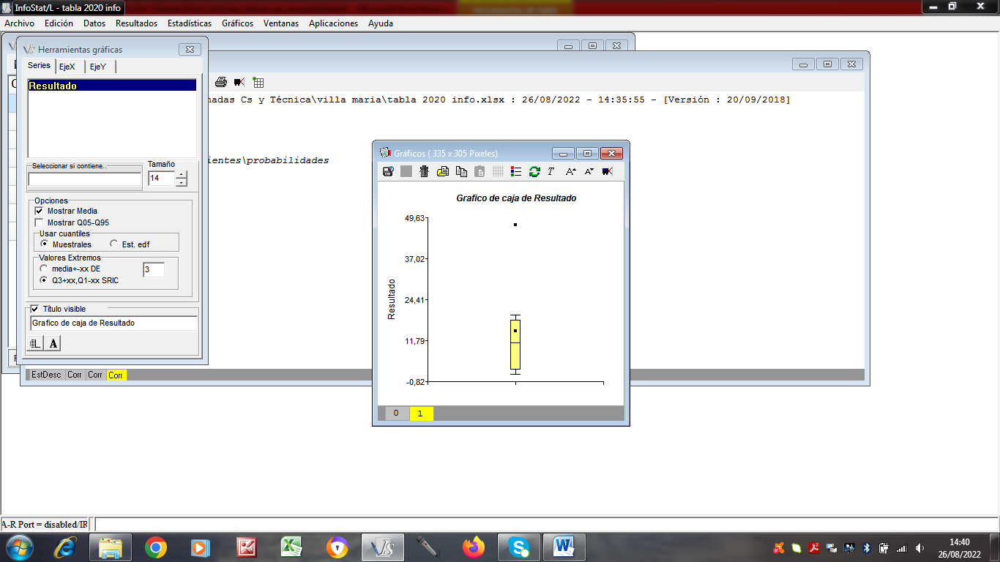 InfoStat/L - tabla 2020 info
Archivo Edición Datos Resultados Estadísticas Gráficos Ventanas Aplicaciones Ayuda
Herramientas gráficas
Series EjeX EjeY
Resultado
Seleccionar si contiene..
Tamaño
14
Opciones
Mostrar Media
Mostrar Q05-Q95
Usar cuantiles
Muestrales Est. edf
Valores Extremos
media+-xx DE
3
Q3+xx,Q1-xx SRIC
Título visible
Grafico de caja de Resultado
L A
nadas Cs y Técnica\villa maria\tabla 2020 info.xlsx : 26/08/2022 - 14:35:55 - [Versión : 20/09/2018]
ientes\probabilidades
EstDesc Corr Corr Corr
Gráficos ( 335 x 305 Pixeles)
T A A
Grafico de caja de Resultado
49,63
37,02
24,41
11,79
-0,82
Resultado
0 1
A-R Port = disabled/IR
14:40
26/08/2022